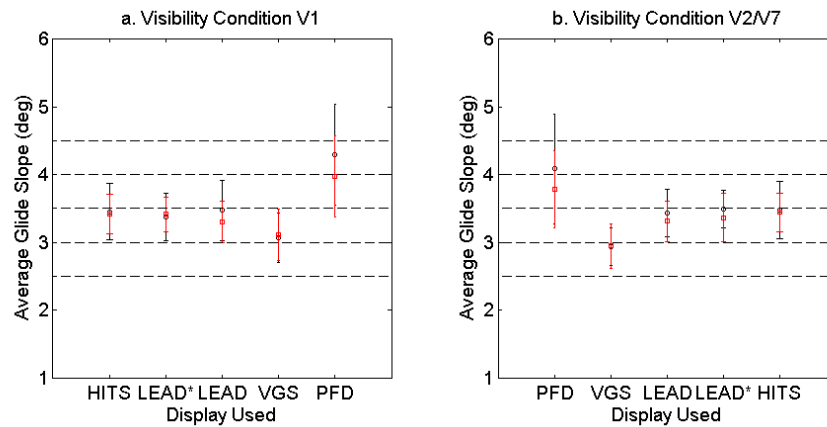 a. Visibility Condition V1
6
5
4
3
2
1
Average Glide Slope (deg)
HITS LEAD* LEAD VGS PFD
Display Used
b. Visibility Condition V2/V7
6
5
4
3
2
1
Average Glide Slope (deg)
PFD VGS LEAD LEAD* HITS
Display Used